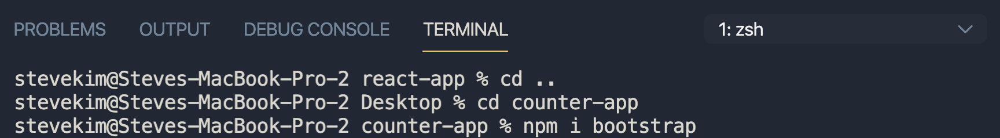 PROBLEMS OUTPUT DEBUG CONSOLE TERMINAL 1: zsh
stevekim@Steves-MacBook-Pro-2 react-app % cd ..
stevekim@Steves-MacBook-Pro-2 Desktop % cd counter-app
stevekim@Steves-MacBook-Pro-2 counter-app % npm i bootstrap